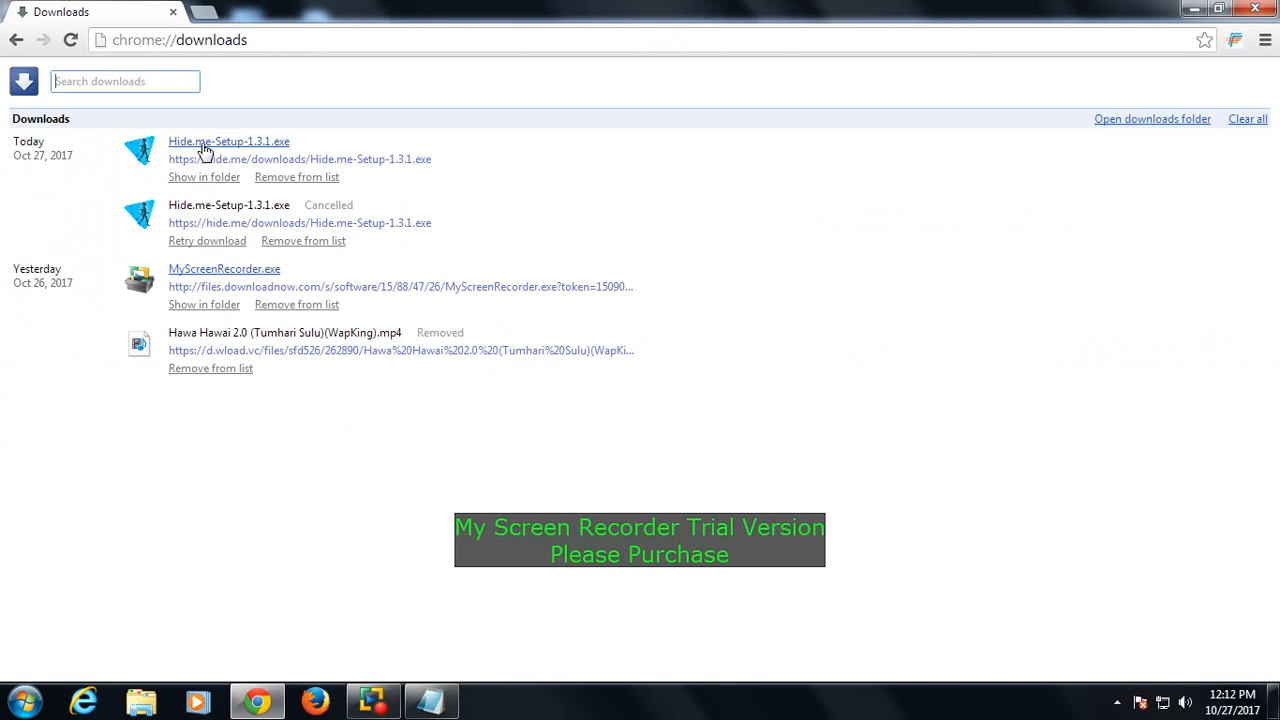 Downloads
chrome://downloads
Search downloads
Downloads Open downloads folder Clear all
Today Hide.me-Setup-1.3.1.exe
Oct 27, 2017 https://hide.me/downloads/Hide.me-Setup-1.3.1.exe
Show in folder Remove from list
Hide.me-Setup-1.3.1.exe Cancelled
https://hide.me/downloads/Hide.me-Setup-1.3.1.exe
Retry download Remove from list
Yesterday MyScreenRecorder.exe
Oct 26, 2017 http://files.downloadnow.com/s/software/15/88/47/26/MyScreenRecorder.exe?token=15090...
Show in folder Remove from list
Hawa Hawai 2.0 (Tumhari Sulu)(WapKing).mp4 Removed
https://d.wload.vc/files/sfd526/262890/Hawa%20Hawai%202.0%20(Tumhari%20Sulu)(WapKi...
Remove from list
My Screen Recorder Trial Version
Please Purchase
12:12 PM
10/27/2017